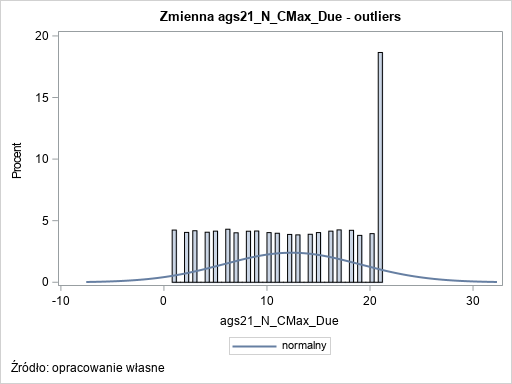 Zmienna ags21_N_CMax_Due - outliers
20
15
10
5
0
Procent
-10 0 10 20 30
ags21_N_CMax_Due
normalny
Źródło: opracowanie własne